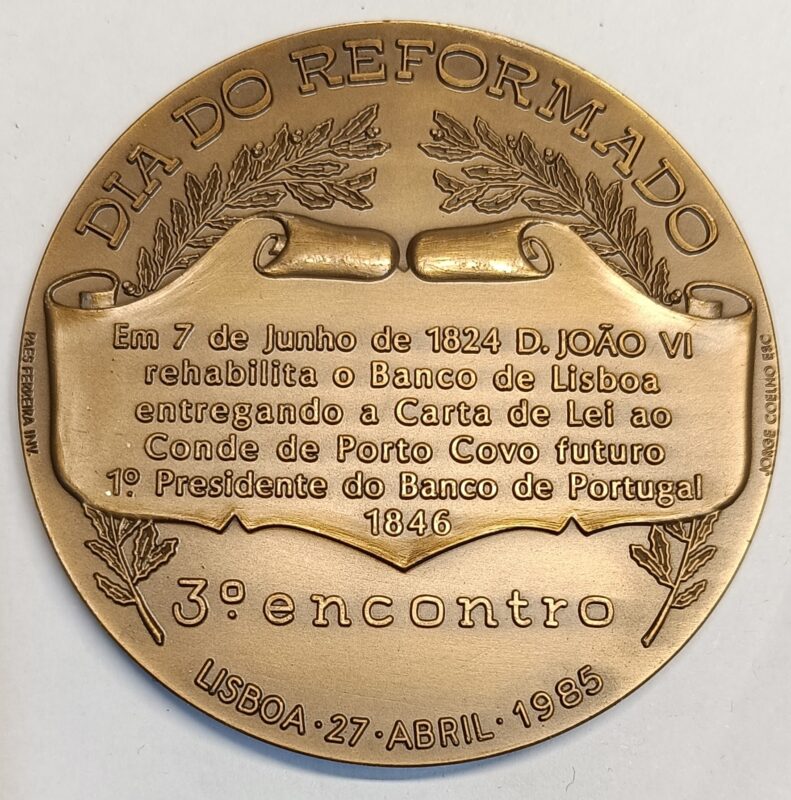 DIA DO REFORMADO
Em 7 de Junho de 1824 D. JOÃO VI
rehabilita o Banco de Lisboa
entregando a Carta de Lei ao
Conde de Porto Covo futuro
1º. Presidente do Banco de Portugal
1846
3º encontro
LISBOA · 27 · ABRIL · 1985
PAES FERREIRA INV.
JORGE COELHO ESC